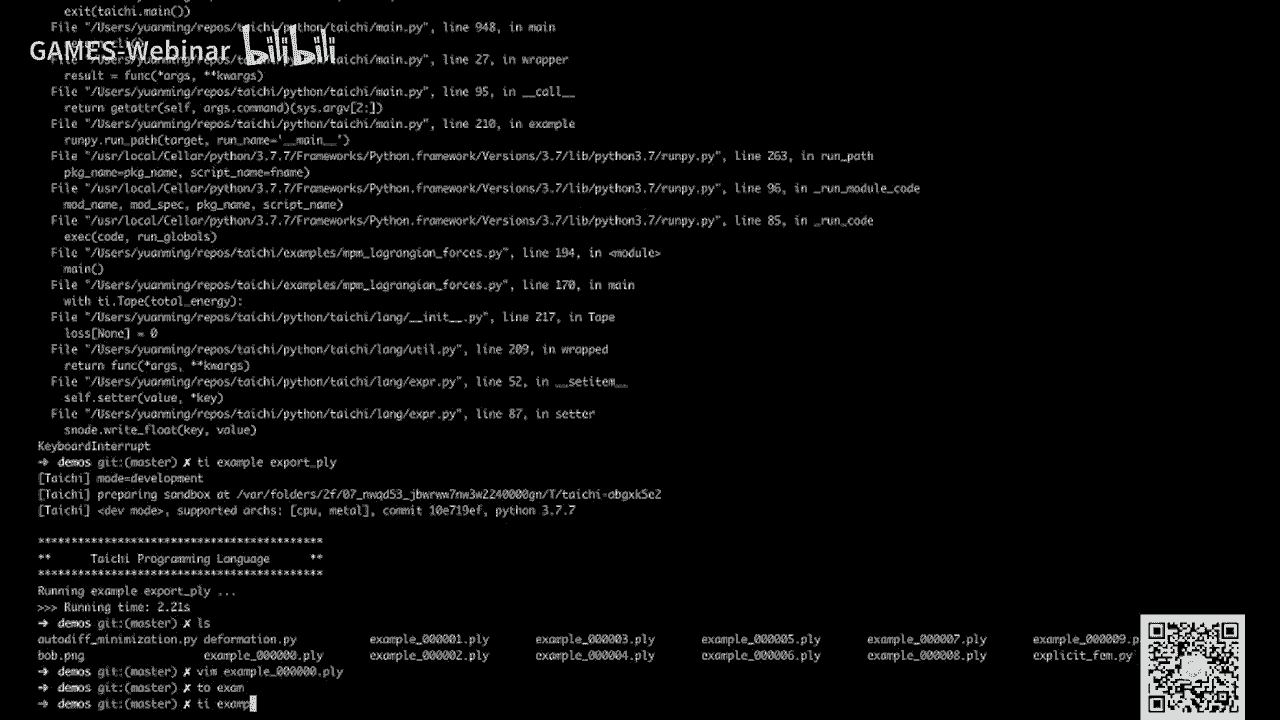 exit(taichi.main())
File "/Users/yuanming/repos/taichi/python/taichi/main.py", line 948, in main
GAMES-Webinar bilibili
/taichi/main.py", line 27, in wrapper
result = func(*args, **kwargs)
File "/Users/yuanming/repos/taichi/python/taichi/main.py", line 95, in __call__
return getattr(self, args.command)(sys.argv[2:])
File "/Users/yuanming/repos/taichi/python/taichi/main.py", line 210, in example
runpy.run_path(target, run_name='__main__')
File "/usr/local/Cellar/python/3.7.7/Frameworks/Python.framework/Versions/3.7/lib/python3.7/runpy.py", line 263, in run_path
pkg_name=pkg_name, script_name=fname)
File "/usr/local/Cellar/python/3.7.7/Frameworks/Python.framework/Versions/3.7/lib/python3.7/runpy.py", line 96, in _run_module_code
mod_name, mod_spec, pkg_name, script_name)
File "/usr/local/Cellar/python/3.7.7/Frameworks/Python.framework/Versions/3.7/lib/python3.7/runpy.py", line 85, in _run_code
exec(code, run_globals)
File "/Users/yuanming/repos/taichi/examples/mpm_lagrangian_forces.py", line 194, in <module>
main()
File "/Users/yuanming/repos/taichi/examples/mpm_lagrangian_forces.py", line 170, in main
with ti.Tape(total_energy):
File "/Users/yuanming/repos/taichi/python/taichi/lang/__init__.py", line 217, in Tape
loss[None] = 0
File "/Users/yuanming/repos/taichi/python/taichi/lang/util.py", line 209, in wrapped
return func(*args, **kwargs)
File "/Users/yuanming/repos/taichi/python/taichi/lang/expr.py", line 52, in __setitem__
self.setter(value, *key)
File "/Users/yuanming/repos/taichi/python/taichi/lang/expr.py", line 87, in setter
snode.write_float(key, value)
KeyboardInterrupt
➜ demos git:(master) ✗ ti example export_ply
[Taichi] mode=development
[Taichi] preparing sandbox at /var/folders/2f/07_nwqd53_jbwrww7nw3w2240000gn/T/taichi-obgxk5e2
[Taichi] <dev mode>, supported archs: [cpu, metal], commit 10e719ef, python 3.7.7
*******************************************
** Taichi Programming Language **
*******************************************
Running example export_ply ...
>>> Running time: 2.21s
➜ demos git:(master) ✗ ls
autodiff_minimization.py deformation.py example_000001.ply example_000003.ply example_000005.ply example_000007.ply example_000009.p
bob.png example_000000.ply example_000002.ply example_000004.ply example_000006.ply example_000008.ply explicit_fem.py
➜ demos git:(master) ✗ vim example_000000.ply
➜ demos git:(master) ✗ to exam
➜ demos git:(master) ✗ ti examp